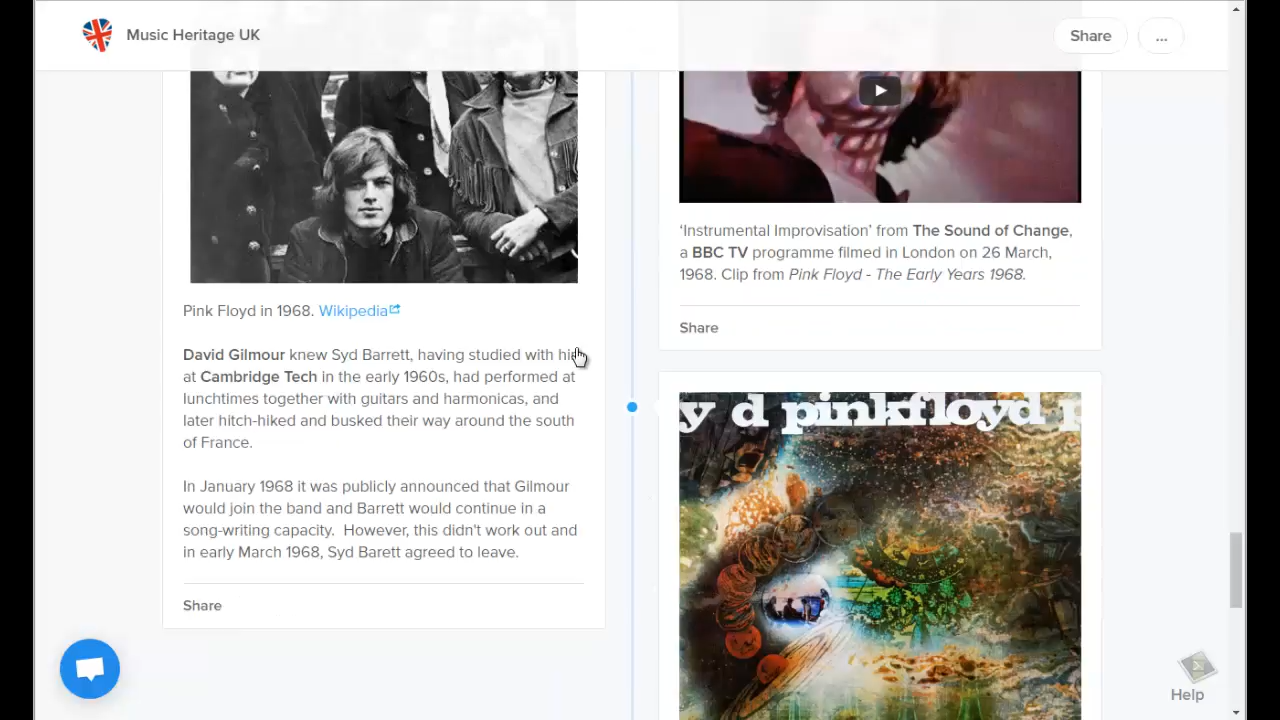 Music Heritage UK
Share
...
Pink Floyd in 1968. Wikipedia
David Gilmour knew Syd Barrett, having studied with
at Cambridge Tech in the early 1960s, had performed at
lunchtimes together with guitars and harmonicas, and
later hitch-hiked and busked their way around the south
of France.
In January 1968 it was publicly announced that Gilmour
would join the band and Barrett would continue in a
song-writing capacity.  However, this didn't work out and
in early March 1968, Syd Barett agreed to leave.
Share
‘Instrumental Improvisation’ from The Sound of Change,
a BBC TV programme filmed in London on 26 March,
1968. Clip from Pink Floyd - The Early Years 1968.
Share
y d pinkfloyd p
Help